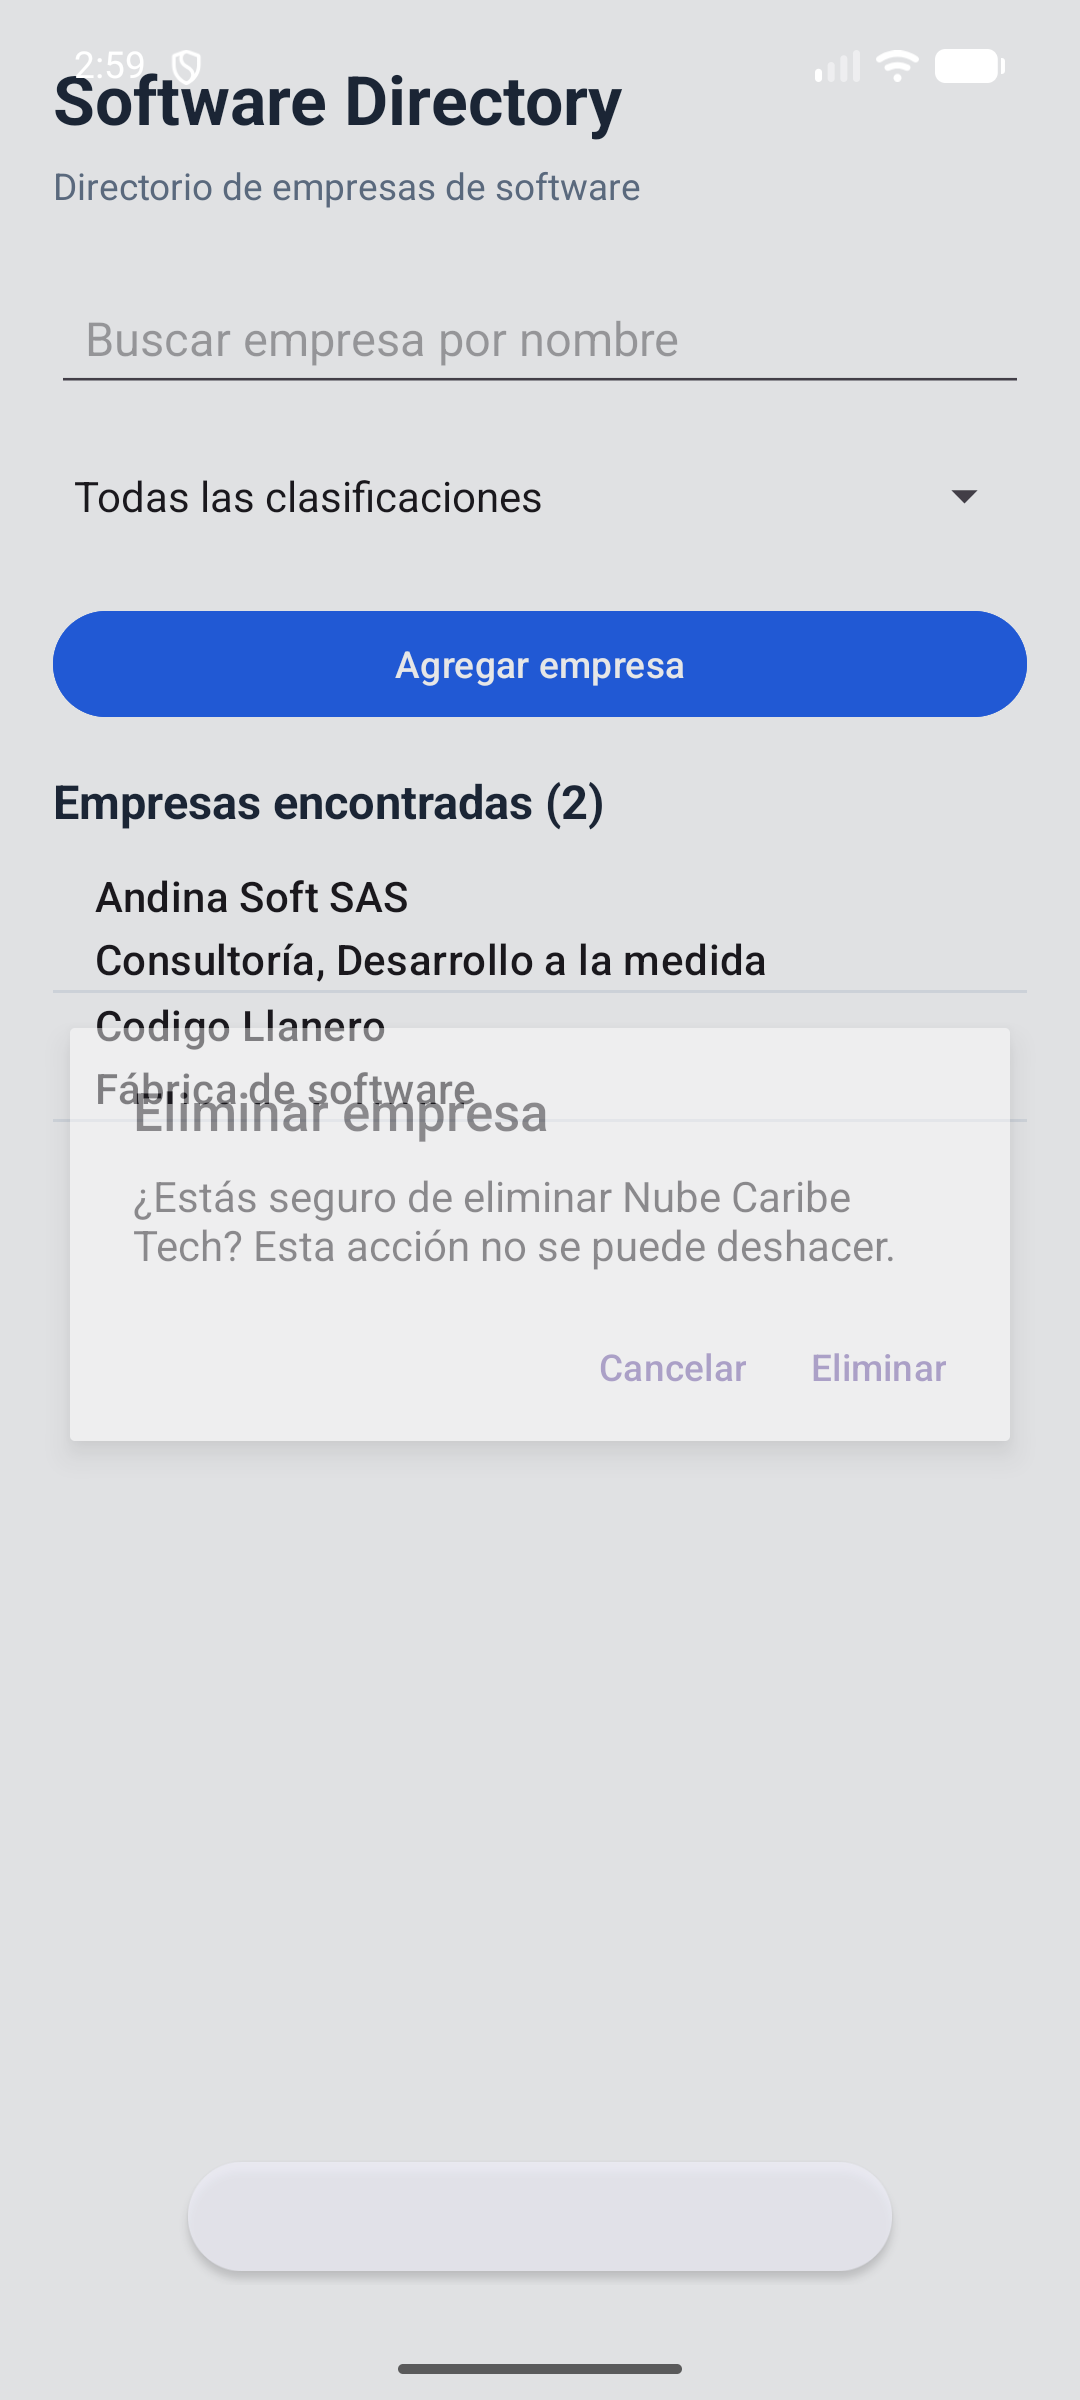 2:59
Software Directory
Directorio de empresas de software
Buscar empresa por nombre
Todas las clasificaciones
Agregar empresa
Empresas encontradas (2)
Andina Soft SAS
Consultoría, Desarrollo a la medida
Codigo Llanero
Fábrica de software
Eliminar empresa
¿Estás seguro de eliminar Nube Caribe
Tech? Esta acción no se puede deshacer.
Cancelar Eliminar